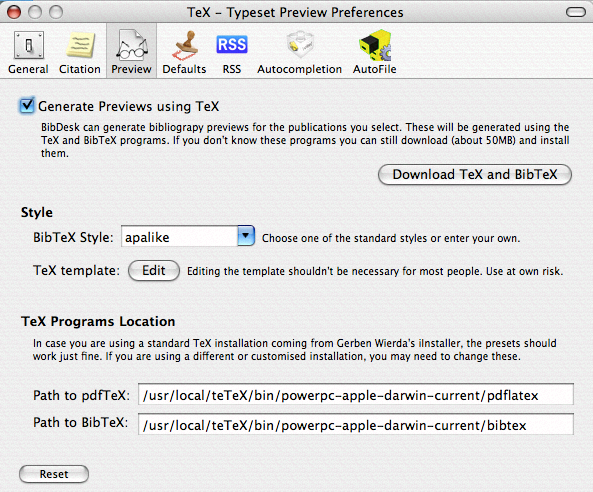 TeX – Typeset Preview Preferences
General Citation Preview Defaults RSS Autocompletion AutoFile
Generate Previews using TeX
BibDesk can generate bibliograpy previews for the publications you select. These will be generated using the
TeX and BibTeX programs. If you don't know these programs you can still download (about 50MB) and install
them.
Download TeX and BibTeX
Style
BibTeX Style: apalike Choose one of the standard styles or enter your own.
TeX template: Edit Editing the template shouldn't be necessary for most people. Use at own risk.
TeX Programs Location
In case you are using a standard TeX installation coming from Gerben Wierda's iInstaller, the presets should
work just fine. If you are using a different or customised installation, you may need to change these.
Path to pdfTeX: /usr/local/teTeX/bin/powerpc-apple-darwin-current/pdflatex
Path to BibTeX: /usr/local/teTeX/bin/powerpc-apple-darwin-current/bibtex
Reset